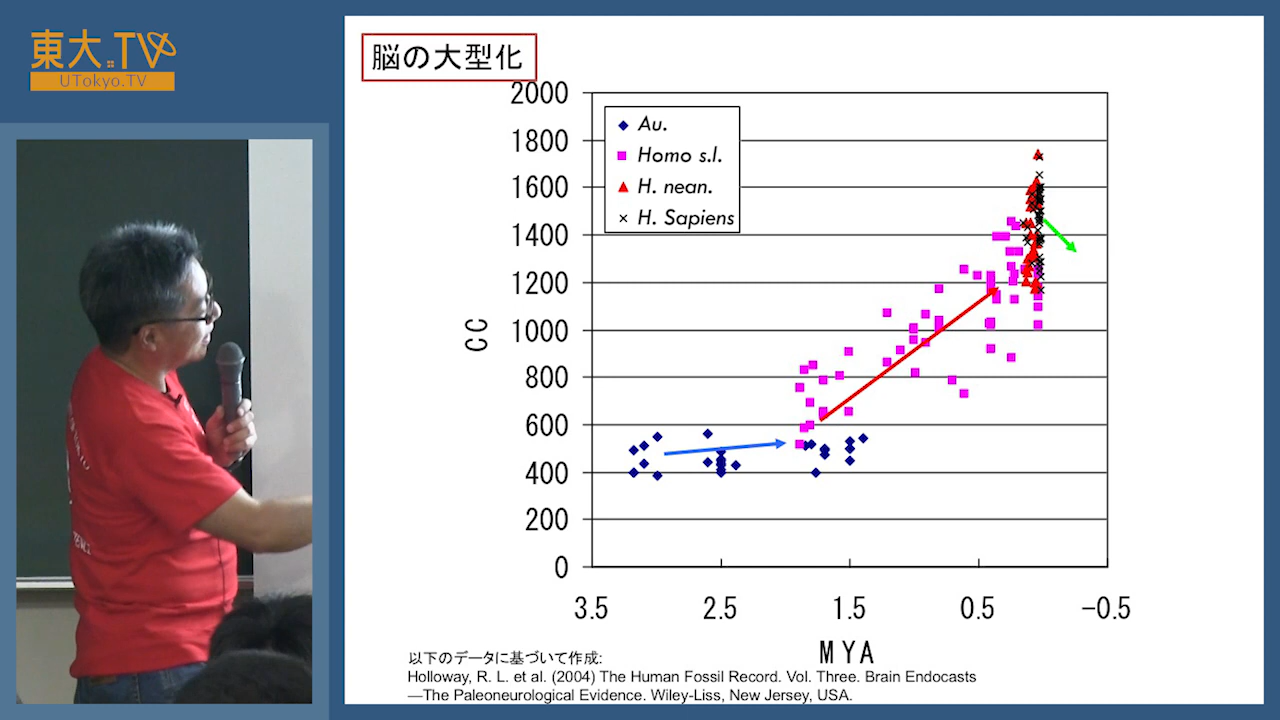 東大.TV
UTokyo.TV
脳の大型化
2000
1800
1600
1400
1200
1000
800
600
400
200
0
CC
Au.
Homo s.l.
H. nean.
H. Sapiens
3.5 2.5 1.5 0.5 −0.5
MYA
以下のデータに基づいて作成:
Holloway, R. L. et al. (2004) The Human Fossil Record. Vol. Three. Brain Endocasts
—The Paleoneurological Evidence. Wiley-Liss, New Jersey, USA.